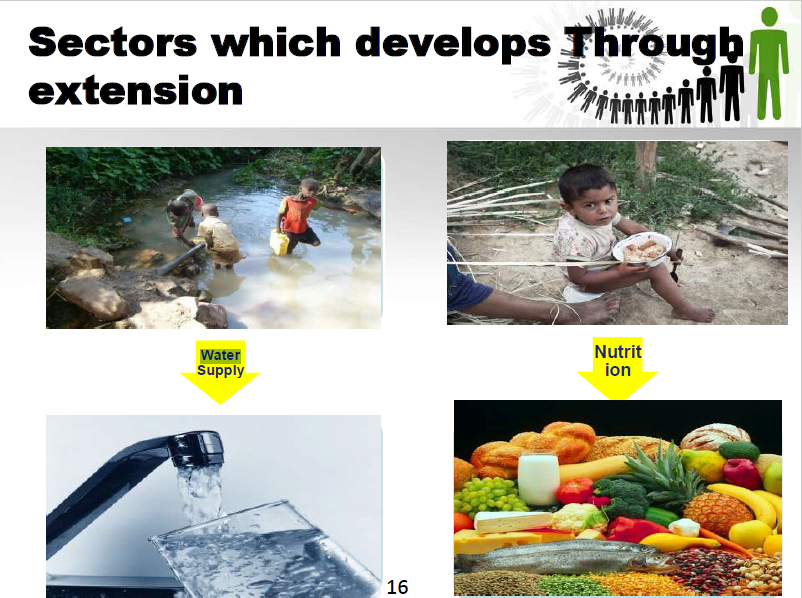 Sectors which develops Through
extension
Water
Supply
Nutrit
ion
16